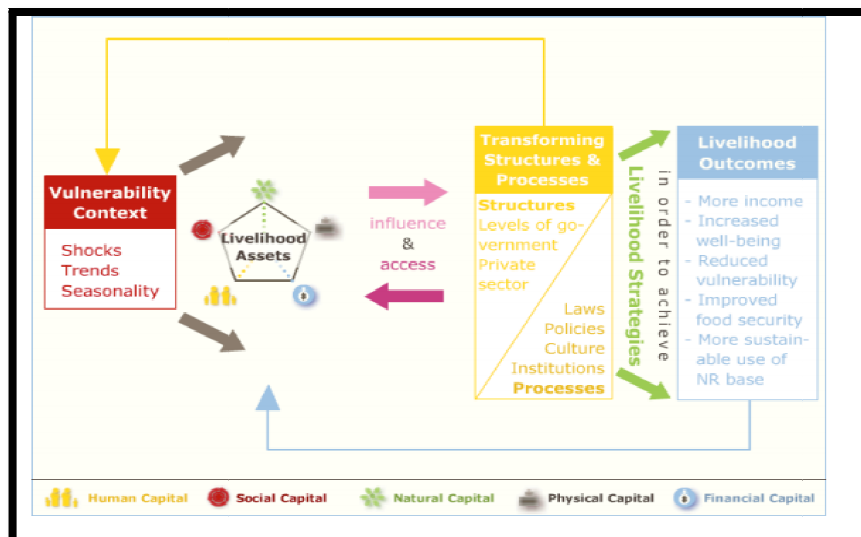 Vulnerability
Context
Shocks
Trends
Seasonality
Livelihood
Assets
influence
&
access
Transforming
Structures &
Processes
Structures
Levels of go-
vernment
Private
sector
Laws
Policies
Culture
Institutions
Processes
Livelihood Strategies
in order to achieve
Livelihood
Outcomes
- More income
- Increased
well-being
- Reduced
vulnerability
- Improved
food security
- More sustain-
able use of
NR base
Human Capital
Social Capital
Natural Capital
Physical Capital
Financial Capital